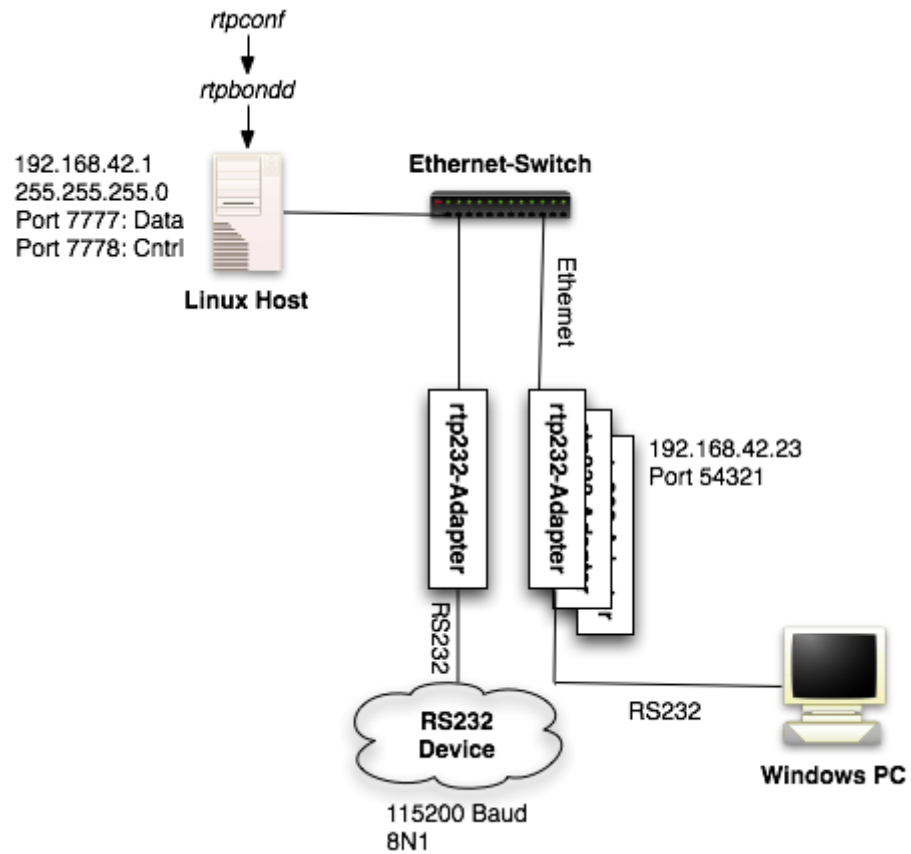 rtpconf
rtpbondd
192.168.42.1
255.255.255.0
Port 7777: Data
Port 7778: Cntrl
Linux Host
Ethernet-Switch
Ethernet
rtp232-Adapter
rtp232-Adapter
rtp232-Adapter
192.168.42.23
Port 54321
RS232
RS232
Device
115200 Baud
8N1
RS232
Windows PC